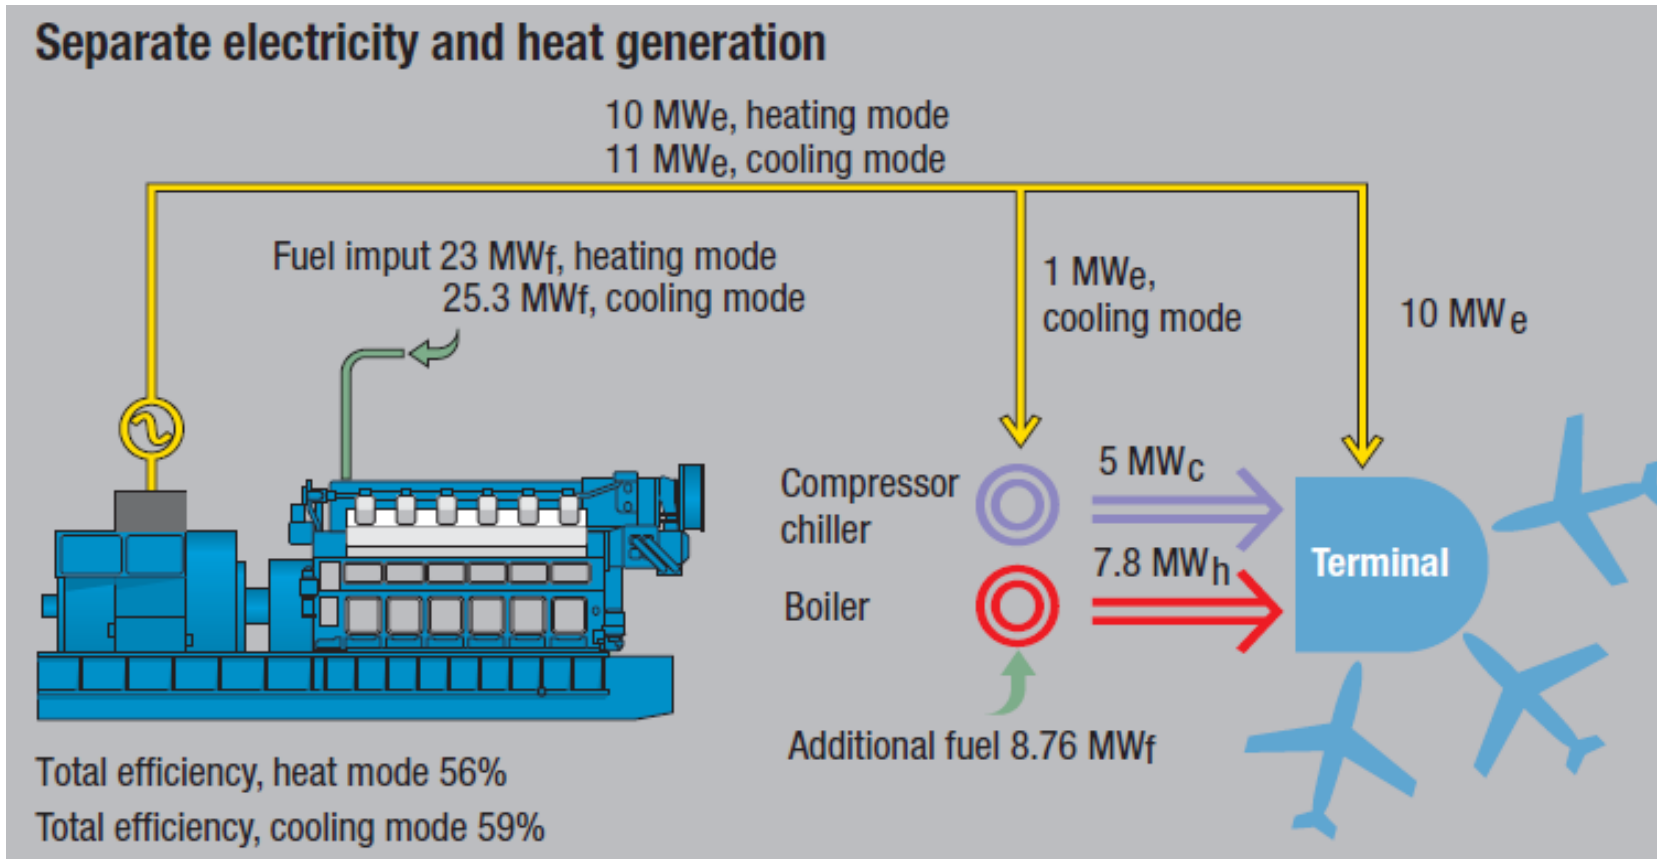 Separate electricity and heat generation
10 MWe, heating mode
11 MWe, cooling mode
Fuel imput 23 MWf, heating mode
25.3 MWf, cooling mode
1 MWe,
cooling mode
10 MWe
Compressor
chiller
5 MWc
7.8 MWh
Boiler
Terminal
Additional fuel 8.76 MWf
Total efficiency, heat mode 56%
Total efficiency, cooling mode 59%